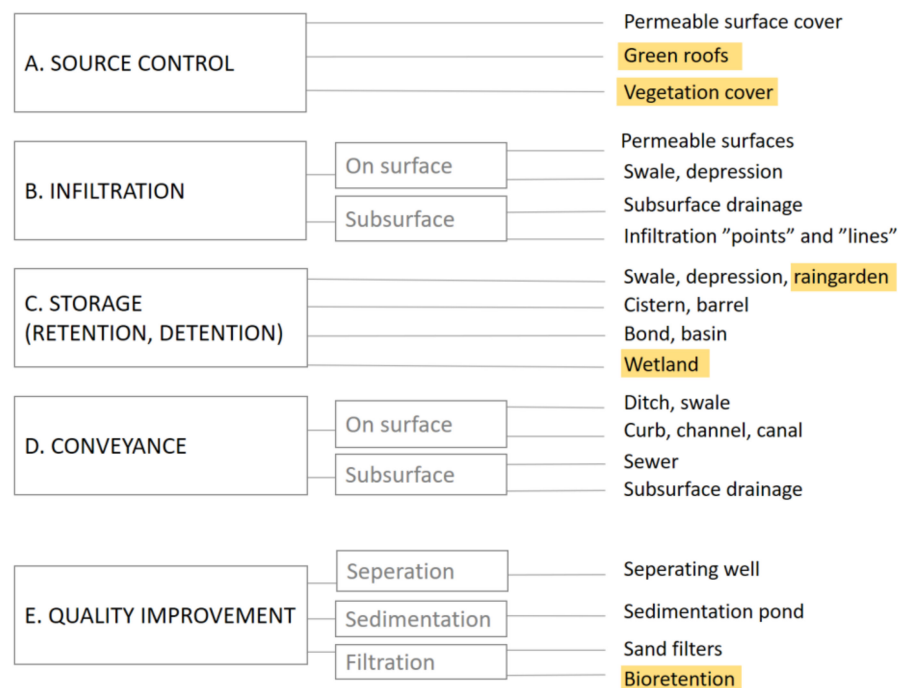 A. SOURCE CONTROL
Permeable surface cover
Green roofs
Vegetation cover
B. INFILTRATION
On surface
Permeable surfaces
Swale, depression
Subsurface
Subsurface drainage
Infiltration ”points” and ”lines”
C. STORAGE
(RETENTION, DETENTION)
Swale, depression, raingarden
Cistern, barrel
Bond, basin
Wetland
D. CONVEYANCE
On surface
Ditch, swale
Curb, channel, canal
Subsurface
Sewer
Subsurface drainage
E. QUALITY IMPROVEMENT
Seperation
Seperating well
Sedimentation
Sedimentation pond
Filtration
Sand filters
Bioretention